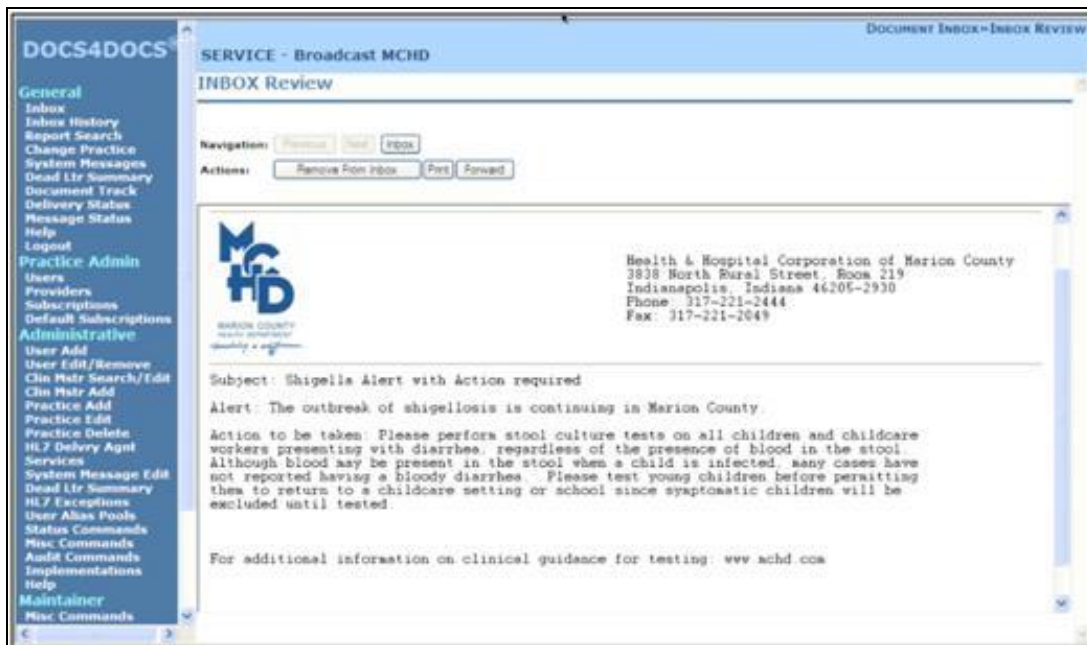 DOCUMENT INBOX~INBOX REVIEW
DOCS4DOCS®
SERVICE - Broadcast MCHD
INBOX Review
General
Inbox
Inbox History
Report Search
Change Practice
System Messages
Dead Ltr Summary
Document Track
Delivery Status
Message Status
Help
Logout
Practice Admin
Users
Providers
Subscriptions
Default Subscriptions
Administrative
User Add
User Edit/Remove
Clin Mstr Search/Edit
Clin Mstr Add
Practice Add
Practice Edit
Practice Delete
HL7 Delvry Agnt
Services
System Message Edit
Dead Ltr Summary
HL7 Exceptions
User Alias Pools
Status Commands
Misc Commands
Audit Commands
Implementations
Help
Maintainer
Misc Commands
Navigation: Previous Next Inbox
Actions: Remove From Inbox Print Forward
MCHD
MARION COUNTY
HEALTH DEPARTMENT
Health & Hospital Corporation of Marion County
3838 North Rural Street, Room 219
Indianapolis, Indiana 46205-2930
Phone: 317-221-2444
Fax: 317-221-2049
Subject: Shigella Alert with Action required
Alert: The outbreak of shigellosis is continuing in Marion County.
Action to be taken: Please perform stool culture tests on all children and childcare
workers presenting with diarrhea, regardless of the presence of blood in the stool.
Although blood may be present in the stool when a child is infected, many cases have
not reported having a bloody diarrhea. Please test young children before permitting
them to return to a childcare setting or school since symptomatic children will be
excluded until tested.
For additional information on clinical guidance for testing: www.mchd.com